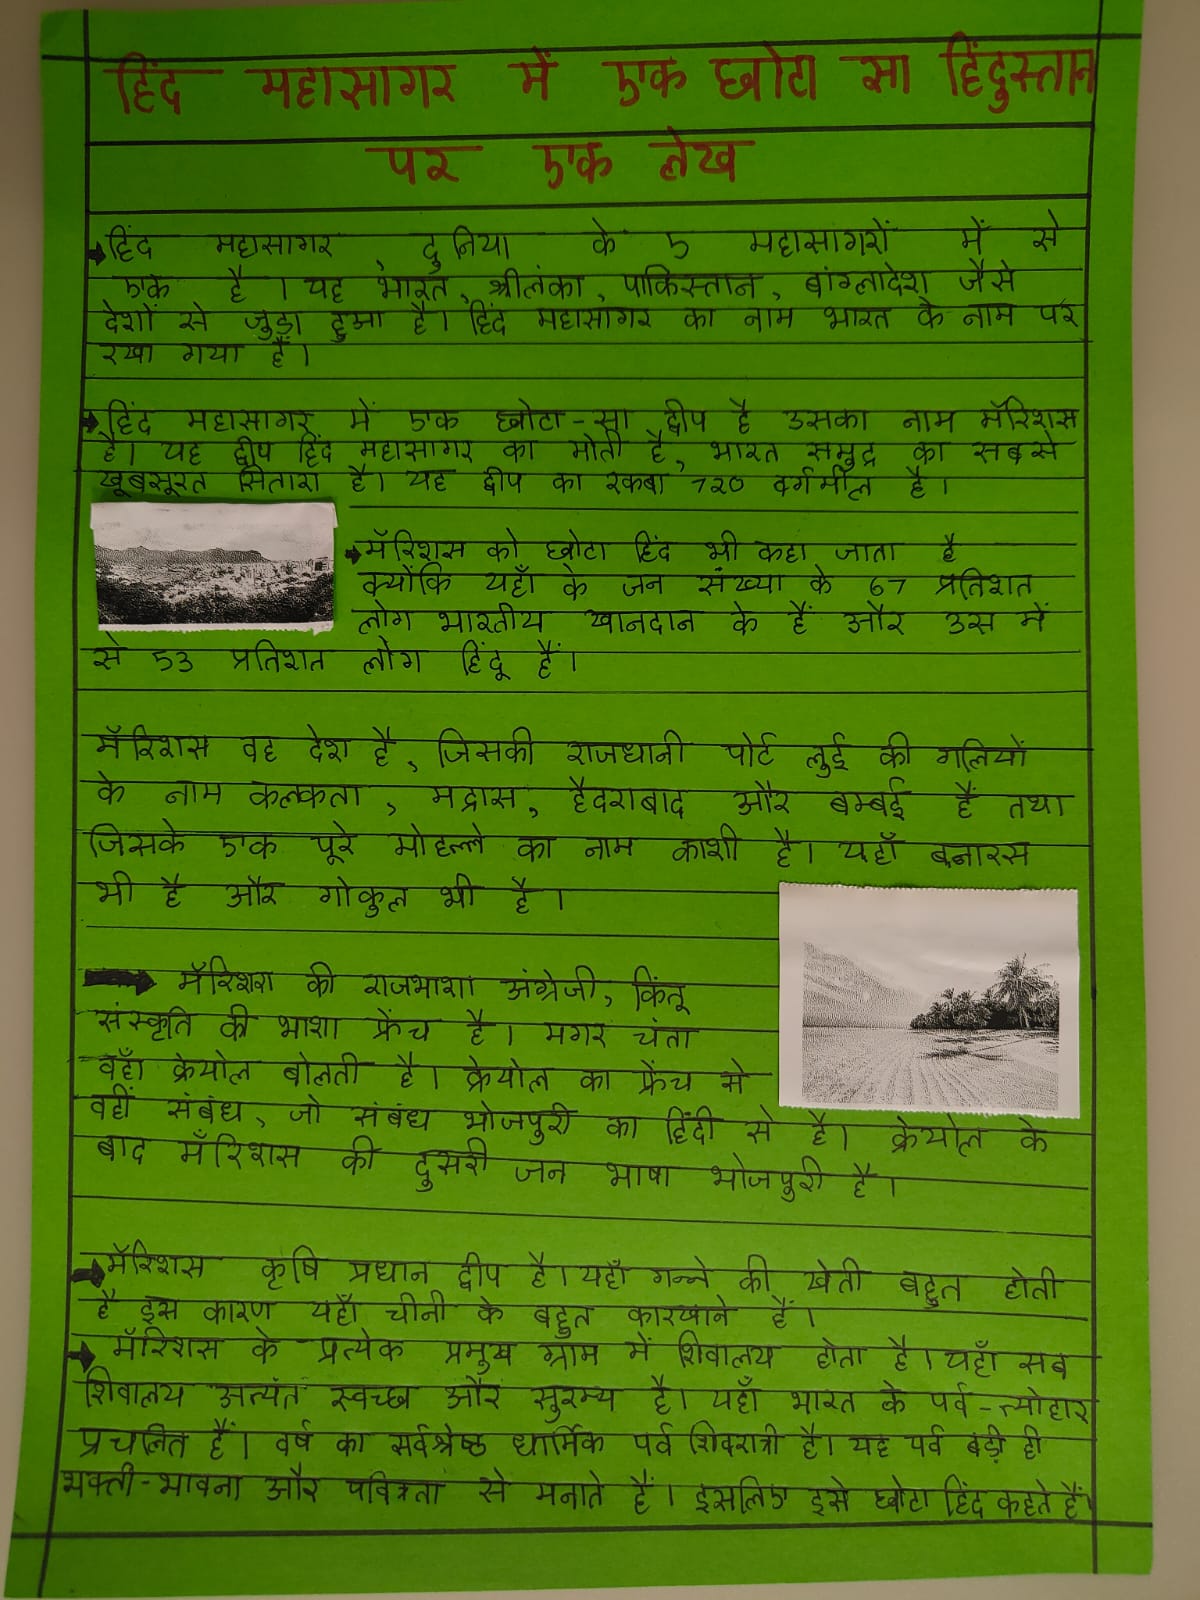 हिंद महासागर में एक छोटा सा हिंदुस्तान
पर एक लेख
हिंद महासागर दुनिया के 5 महासागरों में से
एक है । यह भारत, श्रीलंका, पाकिस्तान, बांग्लादेश जैसे
देशों से जुड़ा हुआ है। हिंद महासागर का नाम भारत के नाम पर
रखा गया हैं ।
हिंद महासागर में एक छोटा-सा द्वीप है उसका नाम मॅरिशस
है। यह द्वीप हिंद महासागर का मोती है, भारत समुद्र का सबसे
खूबसूरत सितारा है। यह द्वीप का रकबा 720 वर्गमील है ।
मॅरिशस को छोटा हिंद भी कहा जाता है
क्योंकि यहाँ के जन संख्या के 67 प्रतिशत
लोग भारतीय खानदान के हैं और उस में
से 53 प्रतिशत लोग हिंदू हैं।
मॅरिशस वह देश है, जिसकी राजधानी पोर्ट लुई की गलियों
के नाम कलकता, मद्रास, हैदराबाद और बम्बई हैं तथा
जिसके एक पूरे मोहल्ले का नाम काशी है। यहाँ बनारस
भी है और गोकुल भी है ।
मॅरिशस की राजभाशा अंग्रेजी, किंतू
संस्कृति की भाशा फ्रेंच है । मगर चंता
वहाँ क्रेयोल बोलती है । क्रेयोल का फ्रेंच से
वहीं संबंध, जो संबंध भोजपुरी का हिंदी से है। क्रेयोल के
बाद मॅरिशस की दुसरी जन भाषा भोजपुरी है ।
मॅरिशस कृषि प्रधान द्वीप है। यहाँ गन्ने की खेती बहुत होती
है इस कारण यहाँ चीनी के बहुत कारखाने हैं ।
मॅरिशस के प्रत्येक प्रमुख ग्राम में शिवालय होता है। यहाँ सब
शिवालय अत्यंत स्वच्छ और सुरम्य है। यहाँ भारत के पर्व-त्योहार
प्रचलित हैं। वर्ष का सर्वश्रेष्ठ धार्मिक पर्व शिवरात्री है। यह पर्व बड़ी ही
भक्ती-भावना और पवित्रता से मनाते हैं । इसलिए इसे छोटा हिंद कहते हैं।